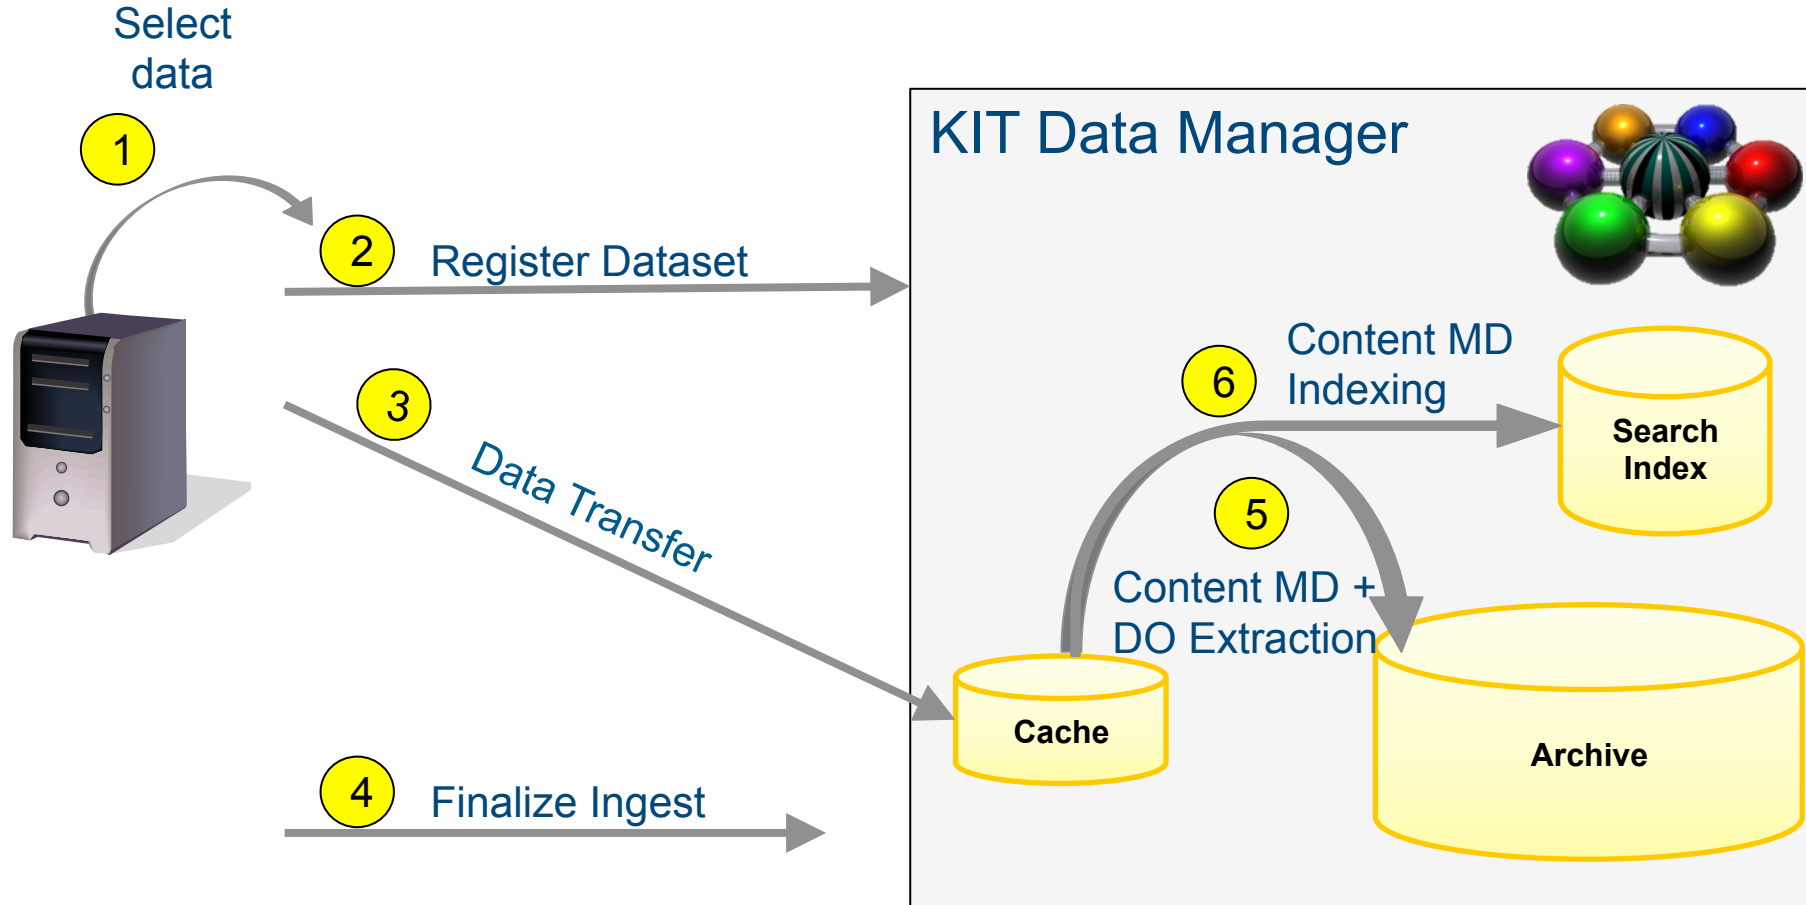 Select
data
1
KIT Data Manager
2
Register Dataset
3
Data Transfer
6
Content MD
Indexing
Search
Index
5
Content MD +
DO Extraction
Cache
Archive
4
Finalize Ingest